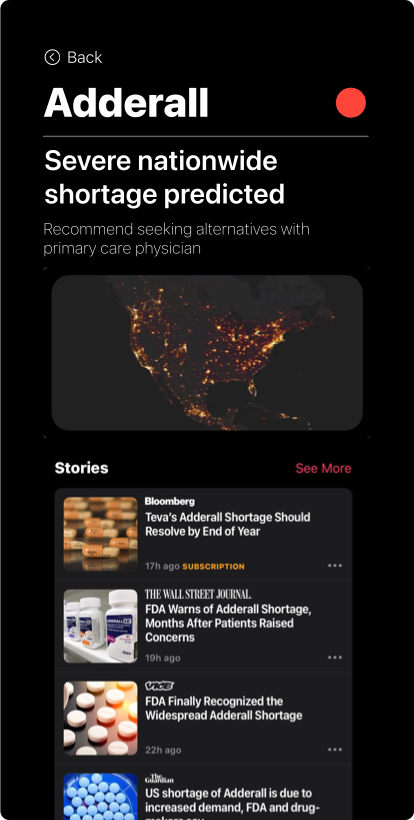 Back
Adderall
Severe nationwide
shortage predicted
Recommend seeking alternatives with
primary care physician
Stories
See More
Bloomberg
Teva's Adderall Shortage Should
Resolve by End of Year
17h ago SUBSCRIPTION
THE WALL STREET JOURNAL.
FDA Warns of Adderall Shortage,
Months After Patients Raised
Concerns
19h ago
VICE
FDA Finally Recognized the
Widespread Adderall Shortage
22h ago
The
Guardian
US shortage of Adderall is due to
increased demand, FDA and drug-
makers say